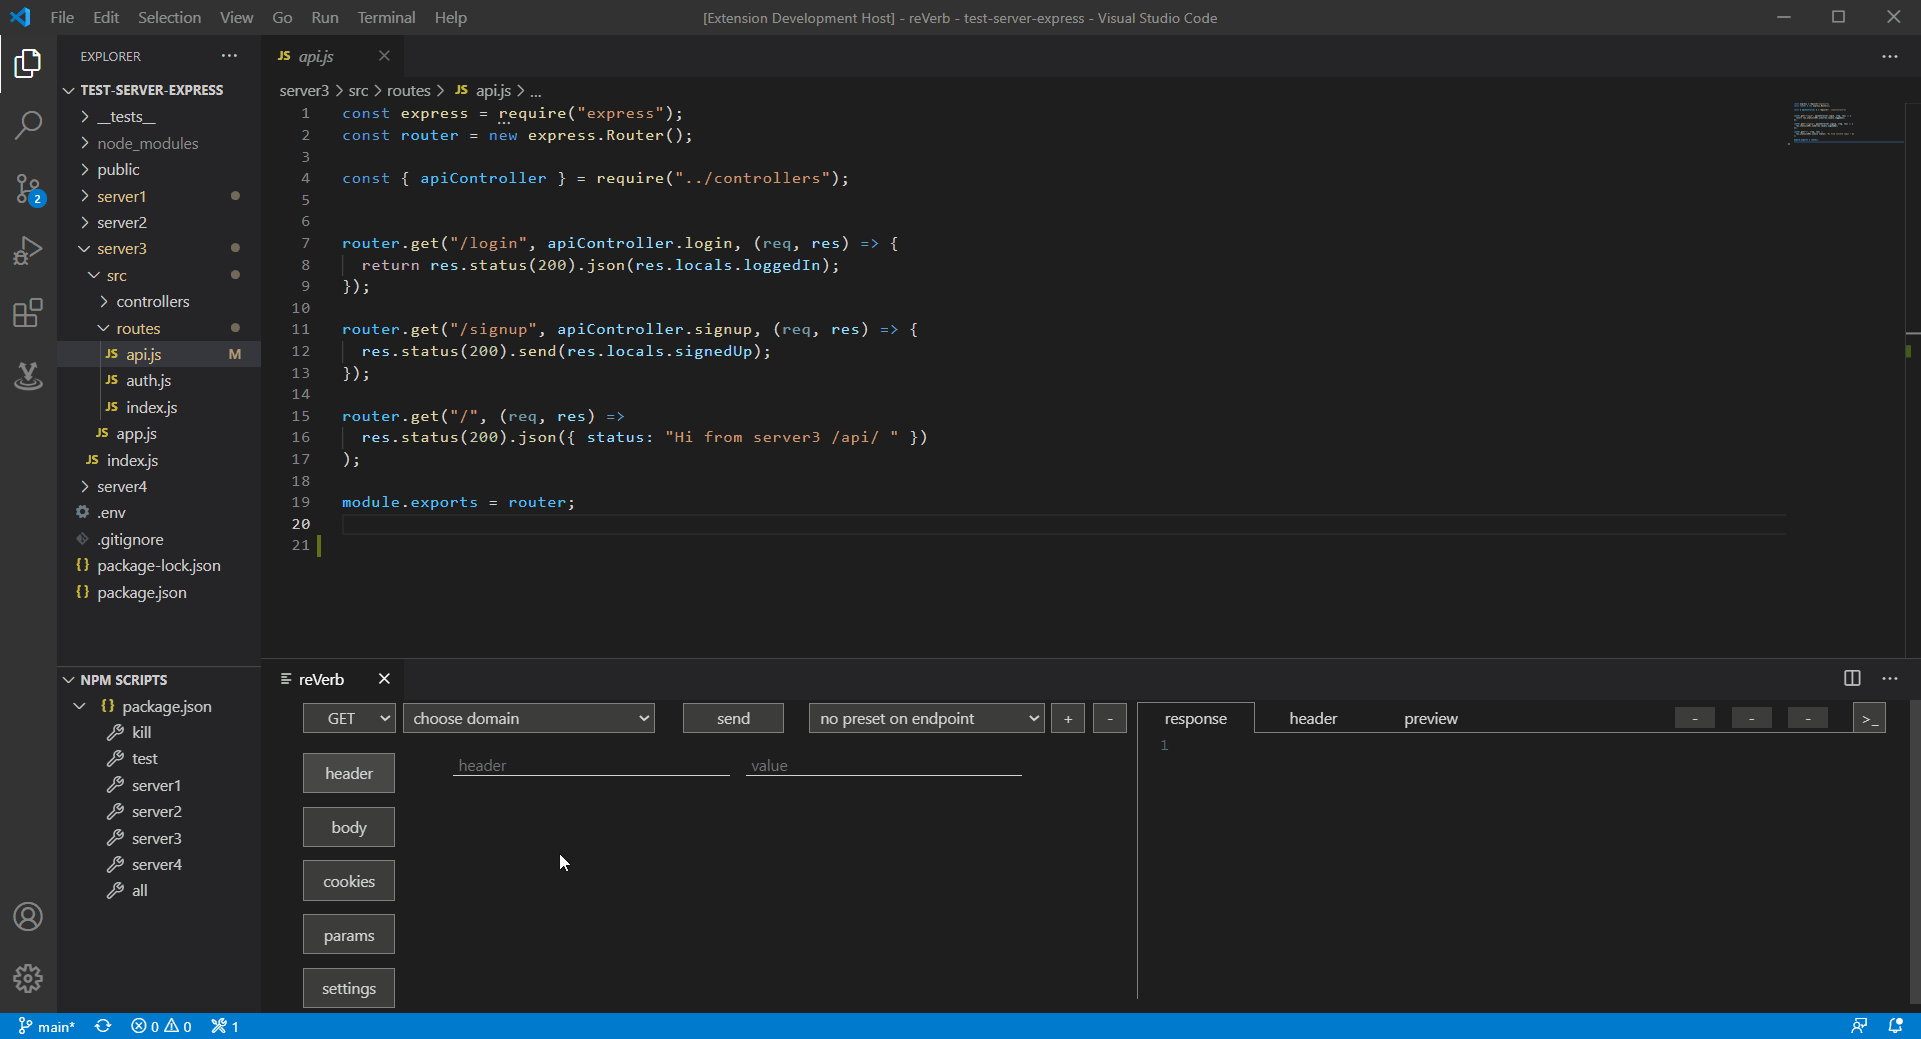 File Edit Selection View Go Run Terminal Help
[Extension Development Host] - reVerb - test-server-express - Visual Studio Code
EXPLORER ···
TEST-SERVER-EXPRESS
__tests__
node_modules
public
server1
server2
server3
src
controllers
routes
JS api.js M
JS auth.js
JS index.js
JS app.js
JS index.js
server4
.env
.gitignore
{} package-lock.json
{} package.json
2
NPM SCRIPTS
{} package.json
kill
test
server1
server2
server3
server4
all
JS api.js
server3 > src > routes > JS api.js > ...
1 const express = require("express");
2 const router = new express.Router();
3
4 const { apiController } = require("../controllers");
5
6
7 router.get("/login", apiController.login, (req, res) => {
8 return res.status(200).json(res.locals.loggedIn);
9 });
10
11 router.get("/signup", apiController.signup, (req, res) => {
12 res.status(200).send(res.locals.signedUp);
13 });
14
15 router.get("/", (req, res) =>
16 res.status(200).json({ status: "Hi from server3 /api/ " })
17 );
18
19 module.exports = router;
20
21
reVerb
GET choose domain send no preset on endpoint + -
header header value
body
cookies
params
settings
response header preview - - - >_
1
main* 0 0 1